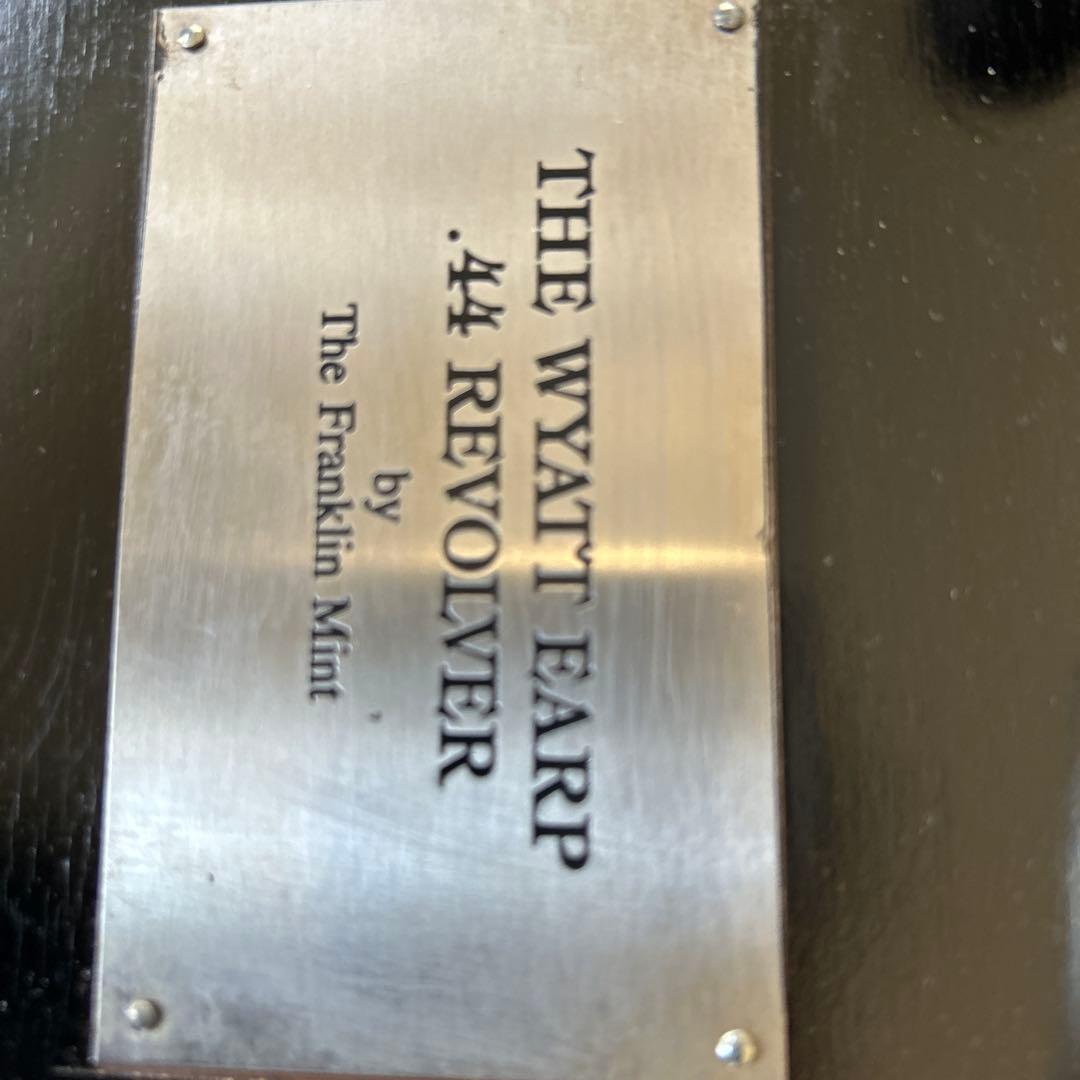 THE WYATT EARP
.44 REVOLVER
by
The Franklin Mint